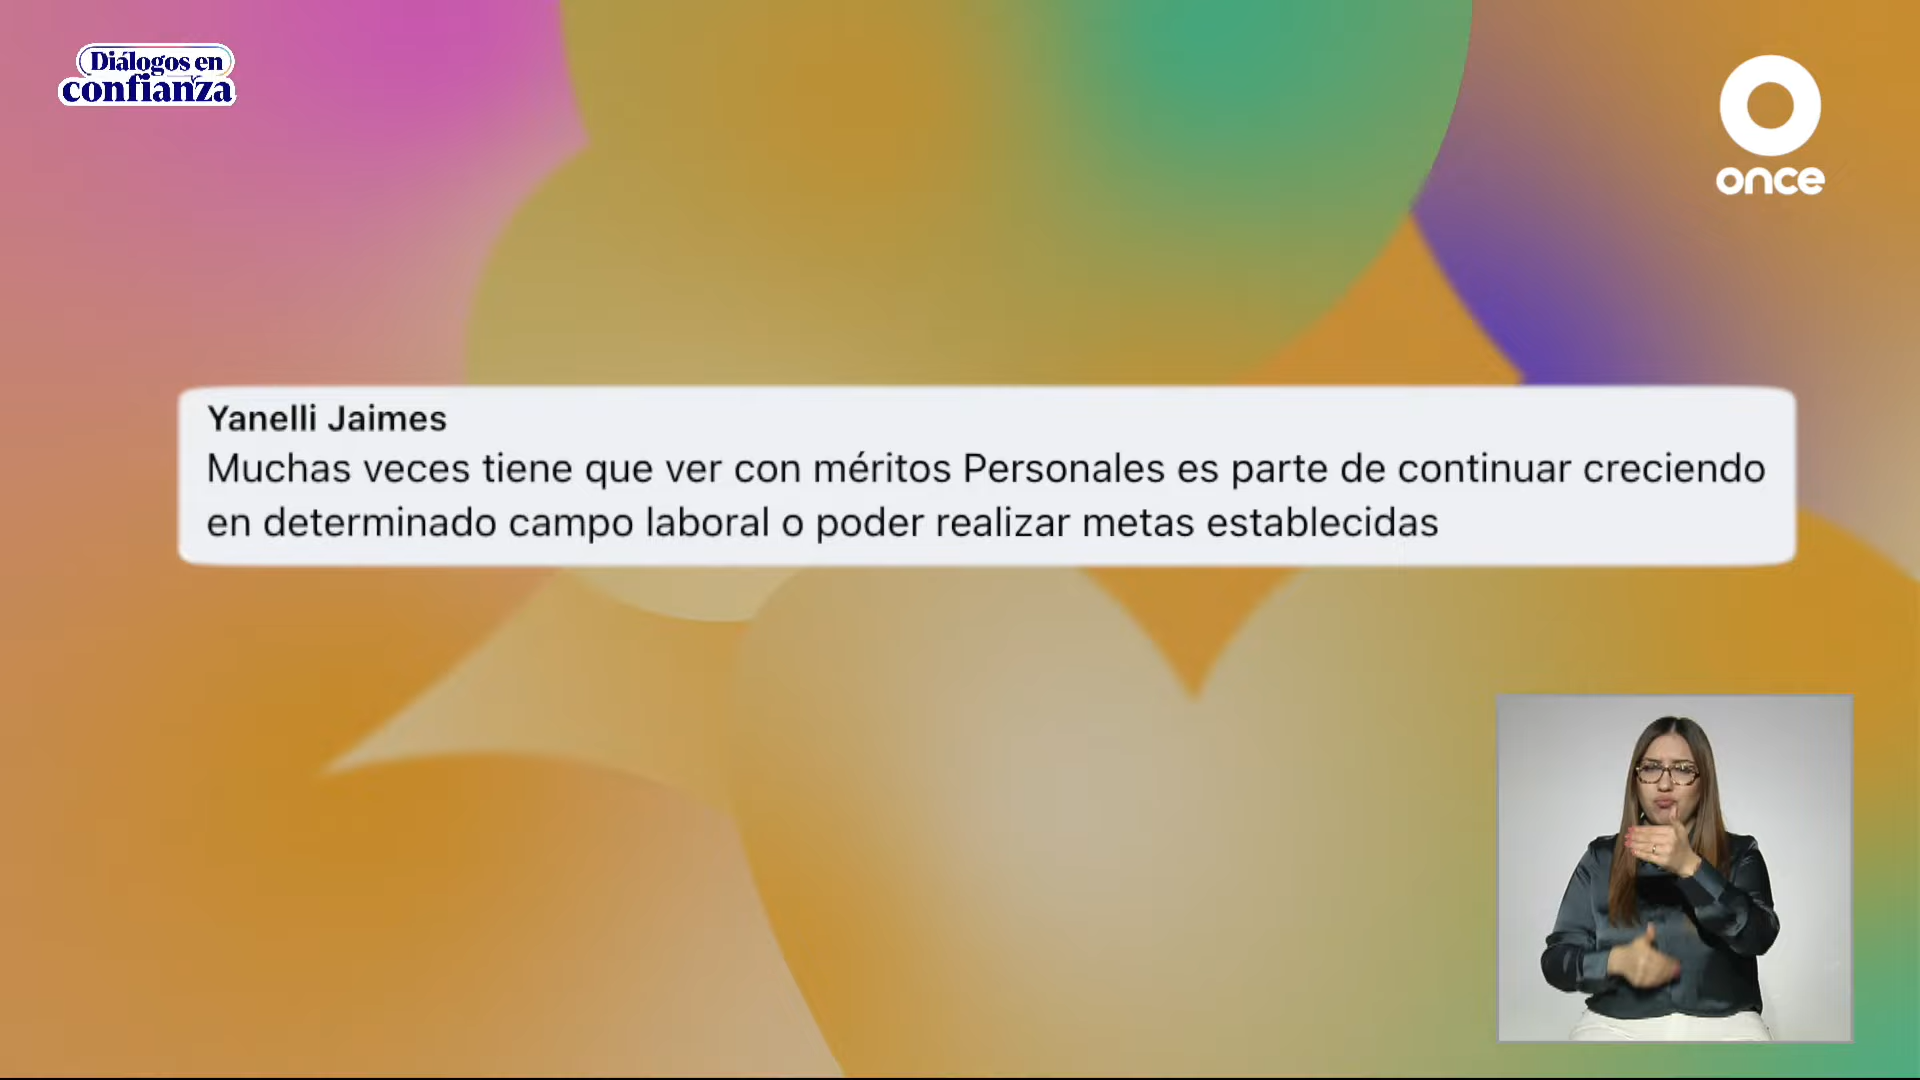 Diálogos en
confianza
once
Yanelli Jaimes
Muchas veces tiene que ver con méritos Personales es parte de continuar creciendo
en determinado campo laboral o poder realizar metas establecidas